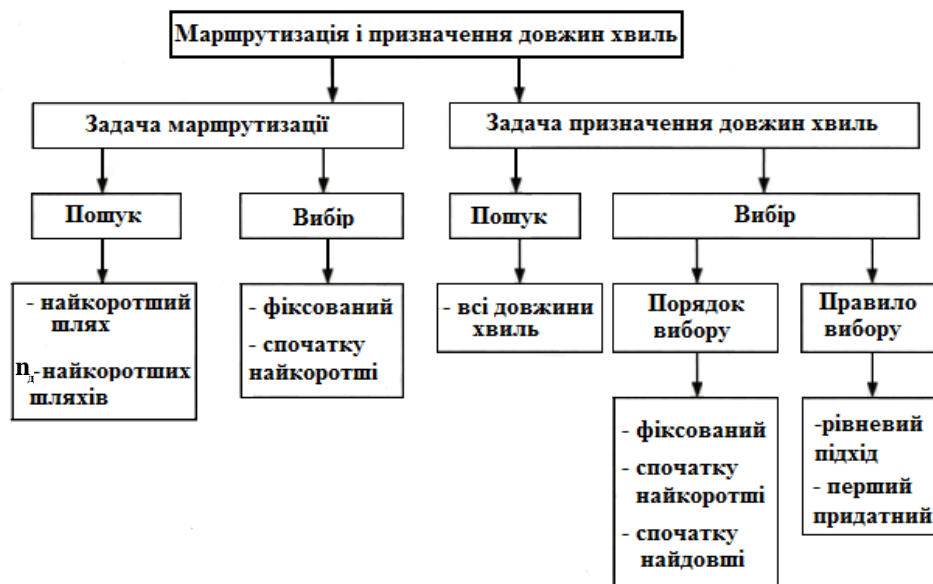 Маршрутизація і призначення довжин хвиль
Задача маршрутизації
Задача призначення довжин хвиль
Пошук
Вибір
Пошук
Вибір
- найкоротший
шлях
nд-найкоротших
шляхів
- фіксований
- спочатку
найкоротші
- всі довжини
хвиль
Порядок
вибору
Правило
вибору
- фіксований
- спочатку
найкоротші
- спочатку
найдовші
-рівневий
підхід
- перший
придатний